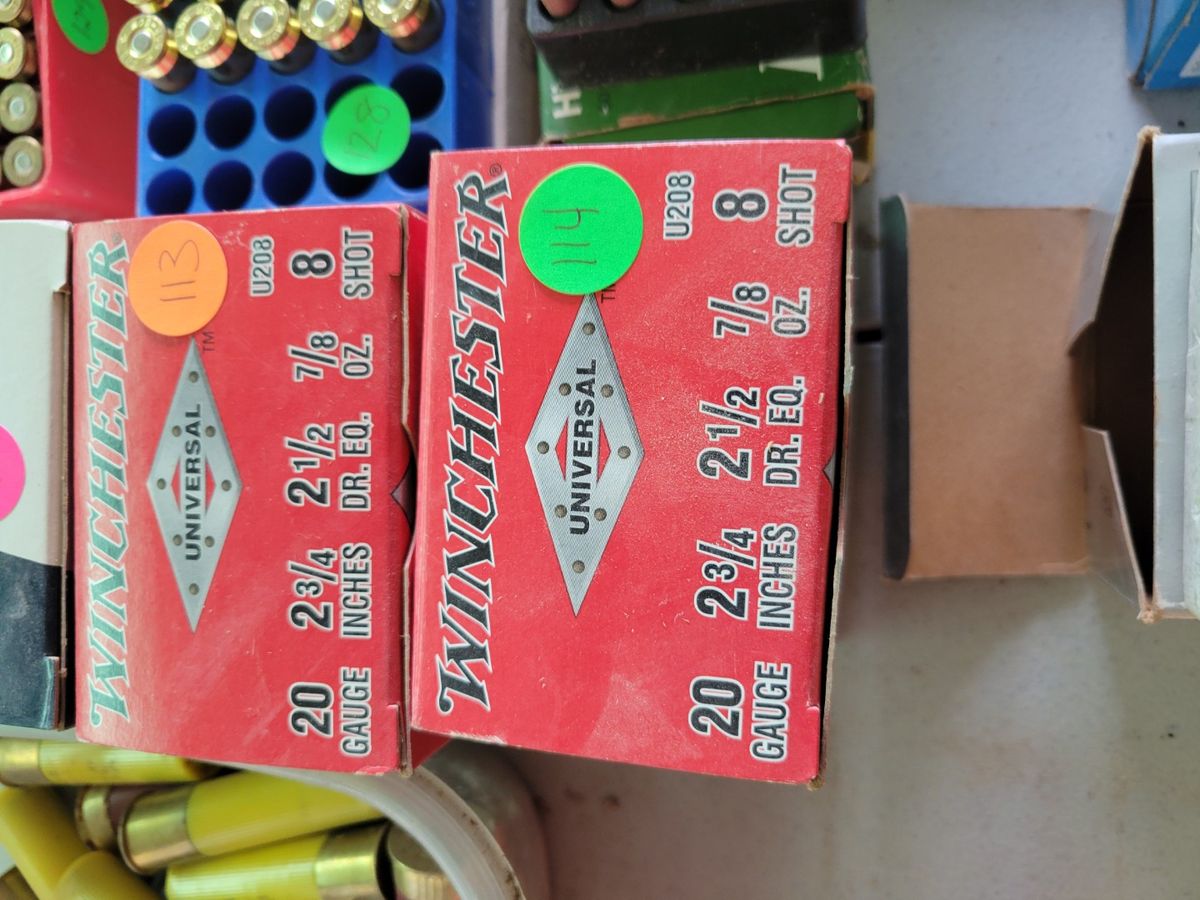 128
WINCHESTER®
113
UNIVERSAL
TM
U208
20 GAUGE
2 3/4 INCHES
2 1/2 DR. EQ.
7/8 OZ.
8 SHOT
WINCHESTER®
114
UNIVERSAL
TM
U208
20 GAUGE
2 3/4 INCHES
2 1/2 DR. EQ.
7/8 OZ.
8 SHOT